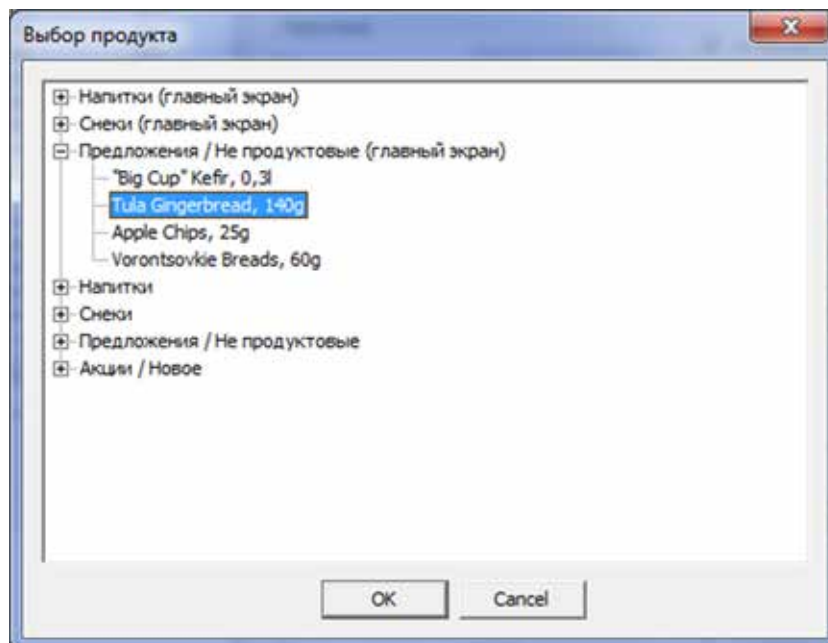 Выбор продукта
Напитки (главный экран)
Снеки (главный экран)
Предложения / Не продуктовые (главный экран)
"Big Cup" Kefir, 0,3l
Tula Gingerbread, 140g
Apple Chips, 25g
Vorontsovkie Breads, 60g
Напитки
Снеки
Предложения / Не продуктовые
Акции / Новое
OK
Cancel